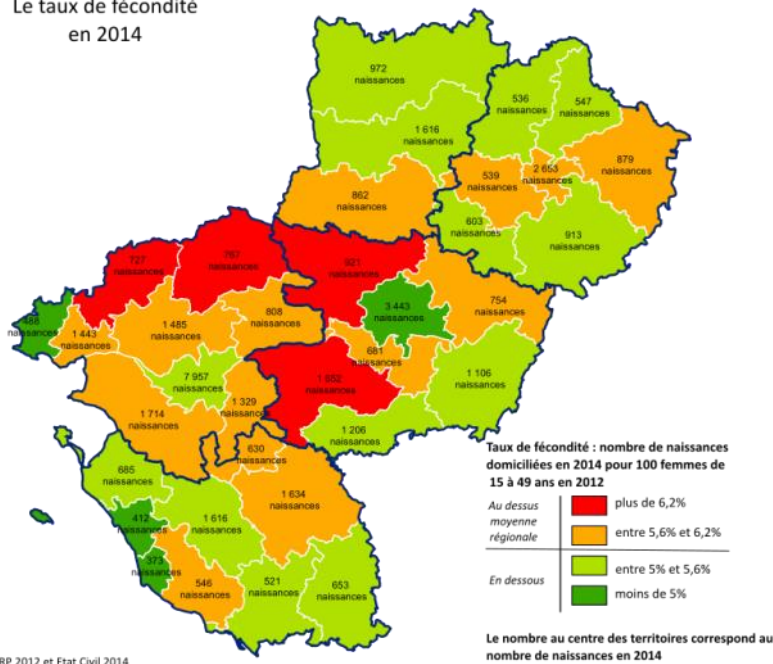 Le taux de fécondité
en 2014
972
naissances
536
naissances
547
naissances
1 616
naissances
539
naissances
2 653
naissances
879
naissances
862
naissances
603
naissances
913
naissances
727
naissances
767
naissances
921
naissances
3 443
naissances
754
naissances
486
naissances
1 443
naissances
1 485
naissances
808
naissances
681
naissances
7 957
naissances
1 652
naissances
1 106
naissances
1 714
naissances
1 329
naissances
1 206
naissances
630
naissances
685
naissances
1 634
naissances
412
naissances
1 616
naissances
373
naissances
546
naissances
521
naissances
653
naissances
Taux de fécondité : nombre de naissances
domiciliées en 2014 pour 100 femmes de
15 à 49 ans en 2012
Au dessus
moyenne
régionale
plus de 6,2%
entre 5,6% et 6,2%
En dessous
entre 5% et 5,6%
moins de 5%
Le nombre au centre des territoires correspond au
nombre de naissances en 2014
RP 2012 et Etat Civil 2014